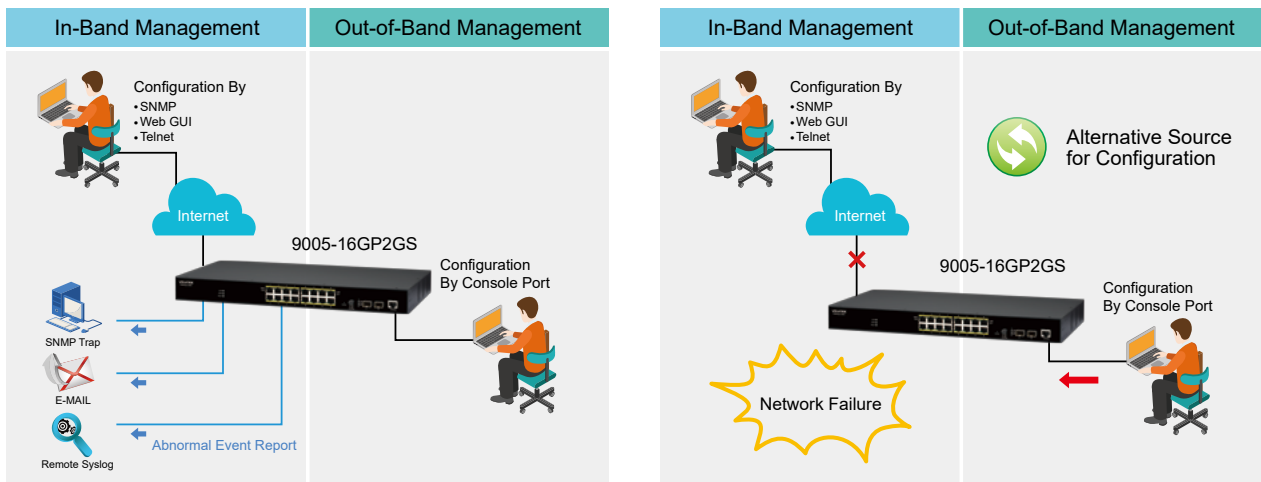 In-Band Management
Out-of-Band Management
Configuration By
•SNMP
•Web GUI
•Telnet
Internet
9005-16GP2GS
Configuration
By Console Port
SNMP Trap
E-MAIL
Abnormal Event Report
Remote Syslog
In-Band Management
Out-of-Band Management
Configuration By
•SNMP
•Web GUI
•Telnet
Alternative Source
for Configuration
Internet
9005-16GP2GS
Configuration
By Console Port
Network Failure